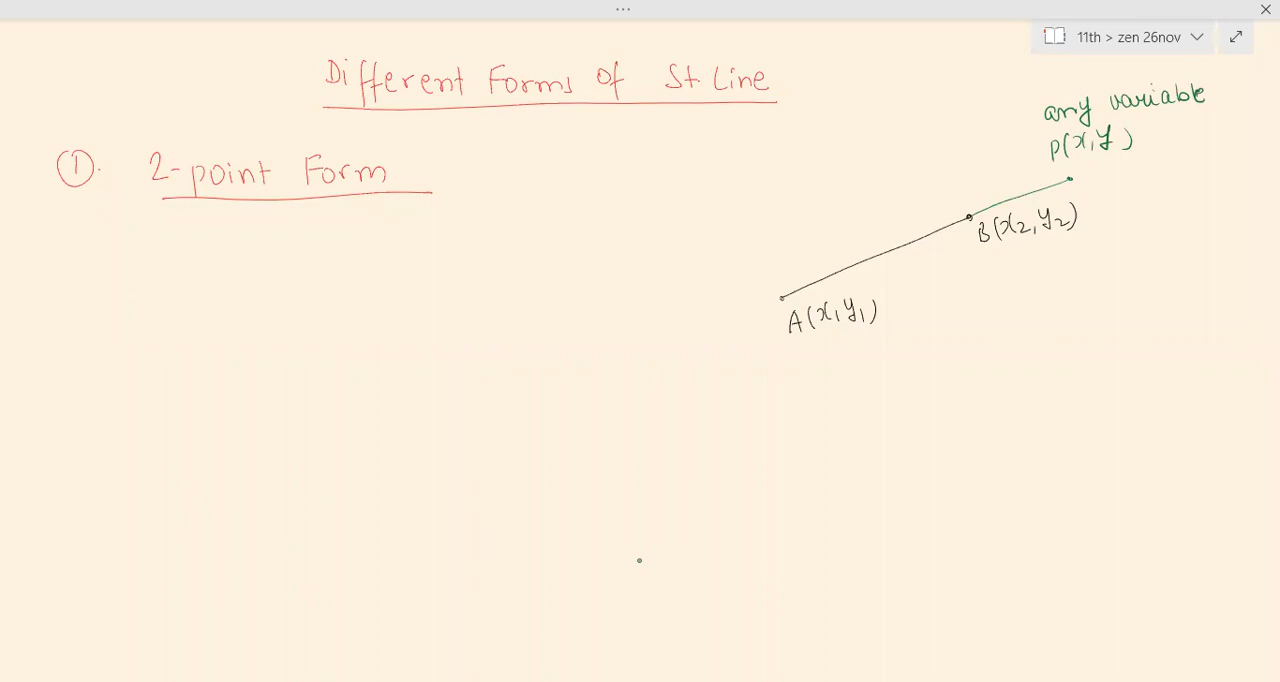 11th > zen 26nov
Different Forms of St. Line
any variable
P(x, y)
① 2-point Form
B(x2, y2)
A(x1 y1)